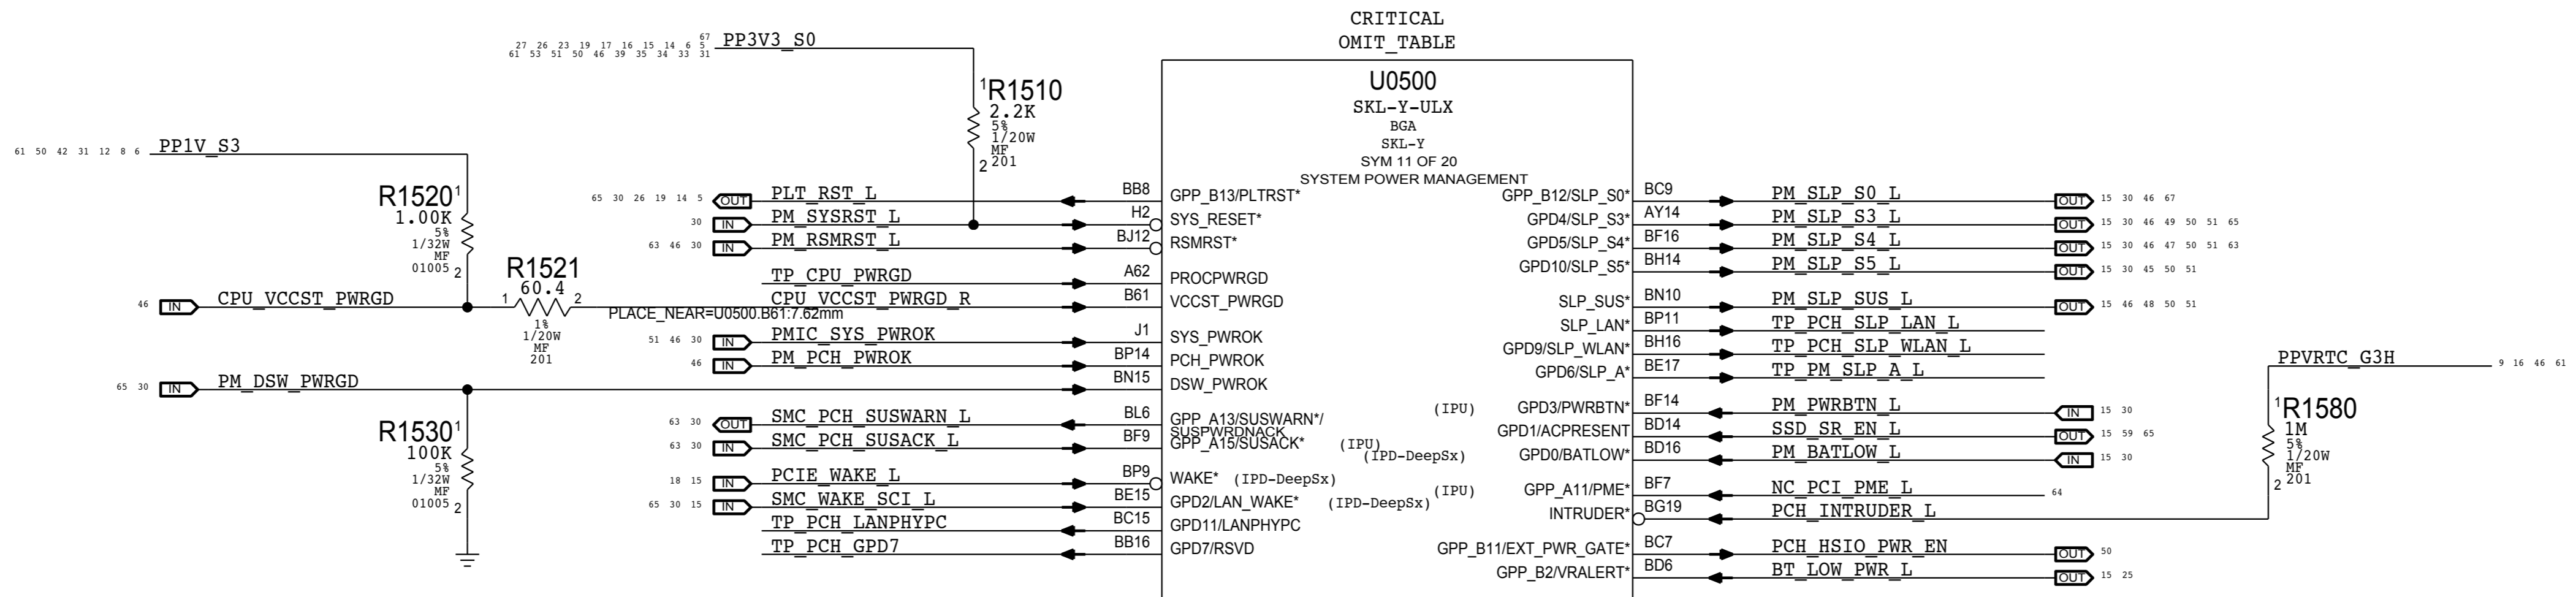 CRITICAL
OMIT_TABLE
67
27 26 23 19 17 16 15 14 6 5
61 53 51 50 46 39 35 34 33 31
PP3V3_S0
1
R1510
2.2K
5%
1/20W
MF
201
2
61 50 42 31 12 8 6
PP1V_S3
R1520
1
1.00K
5%
1/32W
MF
01005
2
46 IN CPU_VCCST_PWRGD
R1521
60.4
1 2
1%
1/20W
MF
201
PLACE_NEAR=U0500.B61:7.62mm
65 30 IN PM_DSW_PWRGD
R1530
1
100K
5%
1/32W
MF
01005
2
U0500
SKL-Y-ULX
BGA
SKL-Y
SYM 11 OF 20
SYSTEM POWER MANAGEMENT
65 30 26 19 14 5 OUT PLT_RST_L BB8 GPP_B13/PLTRST*
30 IN PM_SYSRST_L H2 SYS_RESET*
63 46 30 IN PM_RSMRST_L BJ12 RSMRST*
TP_CPU_PWRGD A62 PROCPWRGD
CPU_VCCST_PWRGD_R B61 VCCST_PWRGD
51 46 30 IN PMIC_SYS_PWROK J1 SYS_PWROK
46 IN PM_PCH_PWROK BP14 PCH_PWROK
BN15 DSW_PWROK
63 30 OUT SMC_PCH_SUSWARN_L BL6 GPP_A13/SUSWARN*/
SUSPWRDNACK
63 30 IN SMC_PCH_SUSACK_L BF9 GPP_A15/SUSACK* (IPU)
18 15 IN PCIE_WAKE_L BP9 WAKE* (IPD-DeepSx)
65 30 15 IN SMC_WAKE_SCI_L BE15 GPD2/LAN_WAKE* (IPD-DeepSx)
TP_PCH_LANPHYPC BC15 GPD11/LANPHYPC
TP_PCH_GPD7 BB16 GPD7/RSVD
GPP_B12/SLP_S0* BC9 PM_SLP_S0_L OUT 15 30 46 67
GPD4/SLP_S3* AY14 PM_SLP_S3_L OUT 15 30 46 49 50 51 65
GPD5/SLP_S4* BF16 PM_SLP_S4_L OUT 15 30 46 47 50 51 63
GPD10/SLP_S5* BH14 PM_SLP_S5_L OUT 15 30 45 50 51
SLP_SUS* BN10 PM_SLP_SUS_L OUT 15 46 48 50 51
SLP_LAN* BP11 TP_PCH_SLP_LAN_L
GPD9/SLP_WLAN* BH16 TP_PCH_SLP_WLAN_L
GPD6/SLP_A* BE17 TP_PM_SLP_A_L
(IPU) GPD3/PWRBTN* BF14 PM_PWRBTN_L IN 15 30
GPD1/ACPRESENT BD14 SSD_SR_EN_L OUT 15 59 65
(IPD-DeepSx) GPD0/BATLOW* BD16 PM_BATLOW_L IN 15 30
(IPU) GPP_A11/PME* BF7 NC_PCI_PME_L 64
INTRUDER* BG19 PCH_INTRUDER_L
GPP_B11/EXT_PWR_GATE* BC7 PCH_HSIO_PWR_EN OUT 50
GPP_B2/VRALERT* BD6 BT_LOW_PWR_L OUT 15 25
PPVRTC_G3H 9 16 46 61
1
R1580
1M
5%
1/20W
MF
201
2